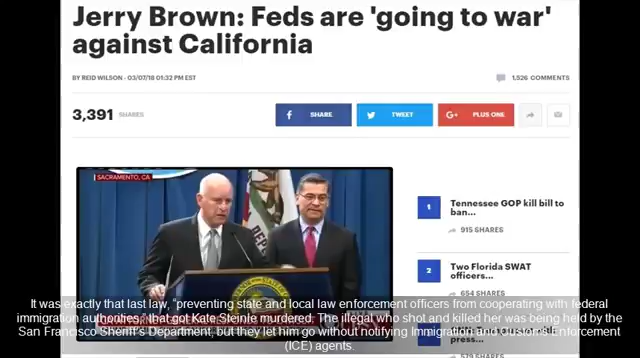 Jerry Brown: Feds are 'going to war'
against California
BY REID WILSON - 03/07/18 01:32 PM EST
1,526 COMMENTS
3,391 SHARES
SHARE
TWEET
PLUS ONE
SACRAMENTO, CA
1 Tennessee GOP kill bill to
ban...
915 SHARES
2 Two Florida SWAT
officers...
654 SHARES
It was exactly that last law, "preventing state and local law enforcement officers from cooperating with federal
immigration authorities," that got Kate Steinle murdered. The illegal who shot and killed her was being held by the
San Francisco Sheriff's Department, but they let him go without notifying Immigration and Customs Enforcement
(ICE) agents.
press...
579 SHARES